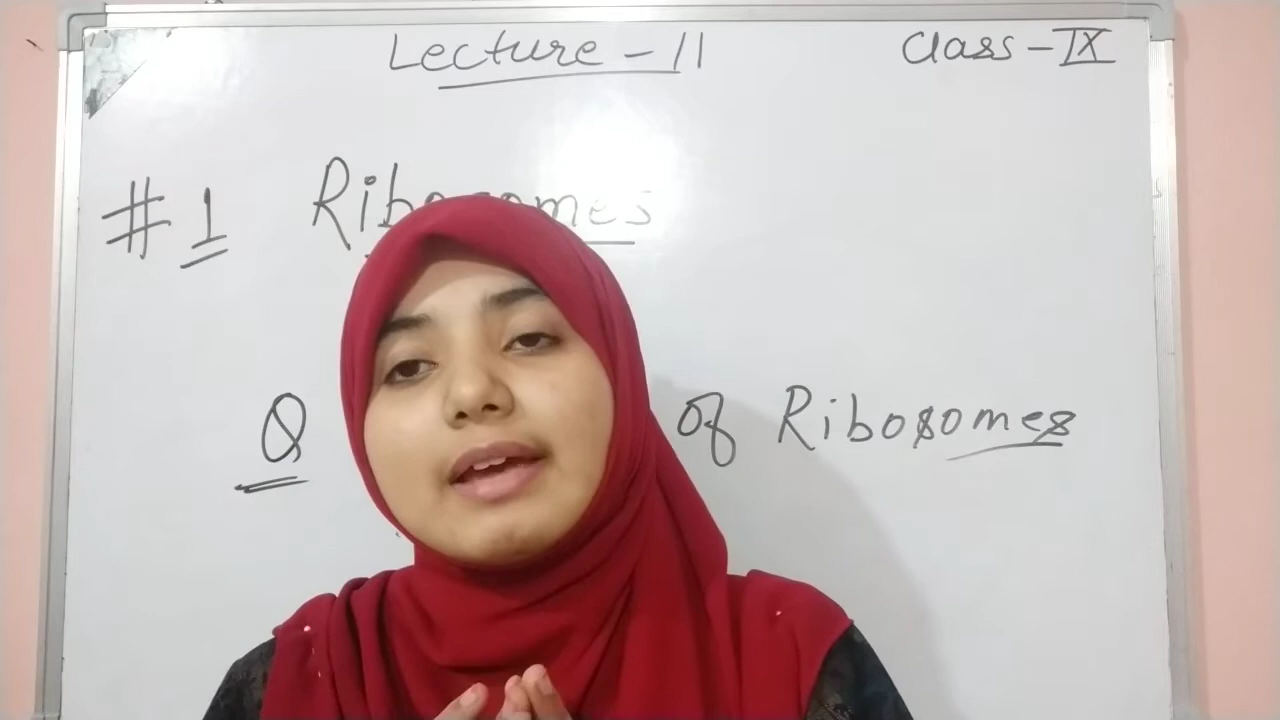 Lecture - 11
Class - IX
# 1 Ribosomes
Q of Ribosomes